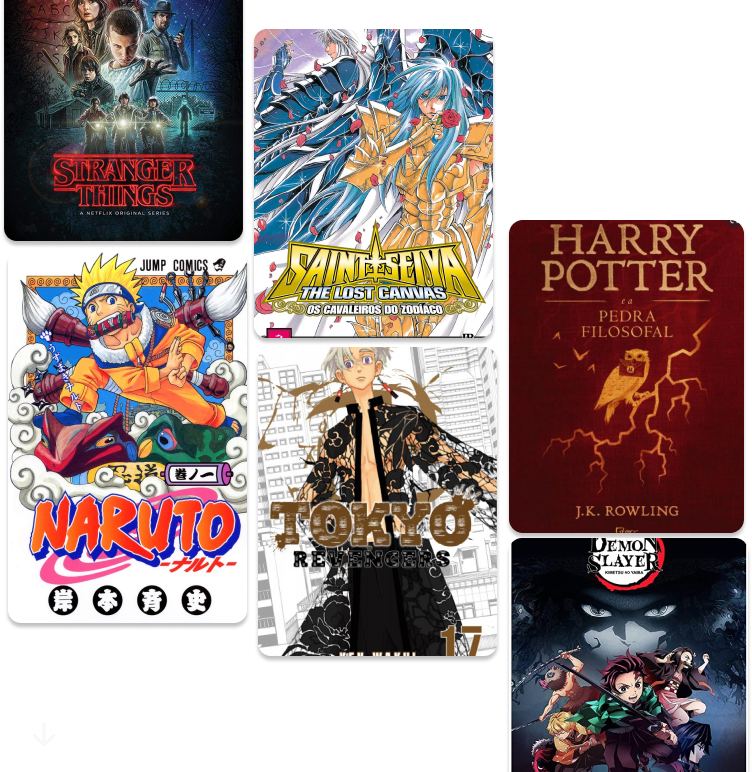 STRANGER
THINGS
A NETFLIX ORIGINAL SERIES
JUMP COMICS
巻ノ一
NARUTO
-ナルト-
岸本斉史
SAINT SEIYA
THE LOST CANVAS
OS CAVALEIROS DO ZODÍACO
TOKYO
REVENGERS
17
HARRY
POTTER
e a
PEDRA
FILOSOFAL
J.K. ROWLING
DEMON
SLAYER
KIMETSU NO YAIBA